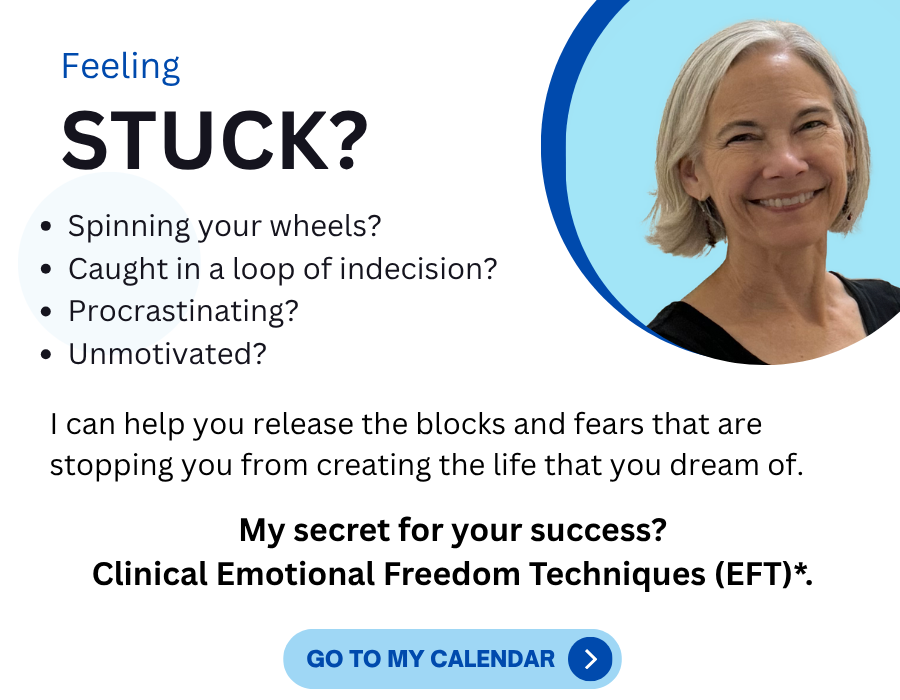 Feeling
STUCK?
• Spinning your wheels?
• Caught in a loop of indecision?
• Procrastinating?
• Unmotivated?
I can help you release the blocks and fears that are
stopping you from creating the life that you dream of.
My secret for your success?
Clinical Emotional Freedom Techniques (EFT)*.
GO TO MY CALENDAR